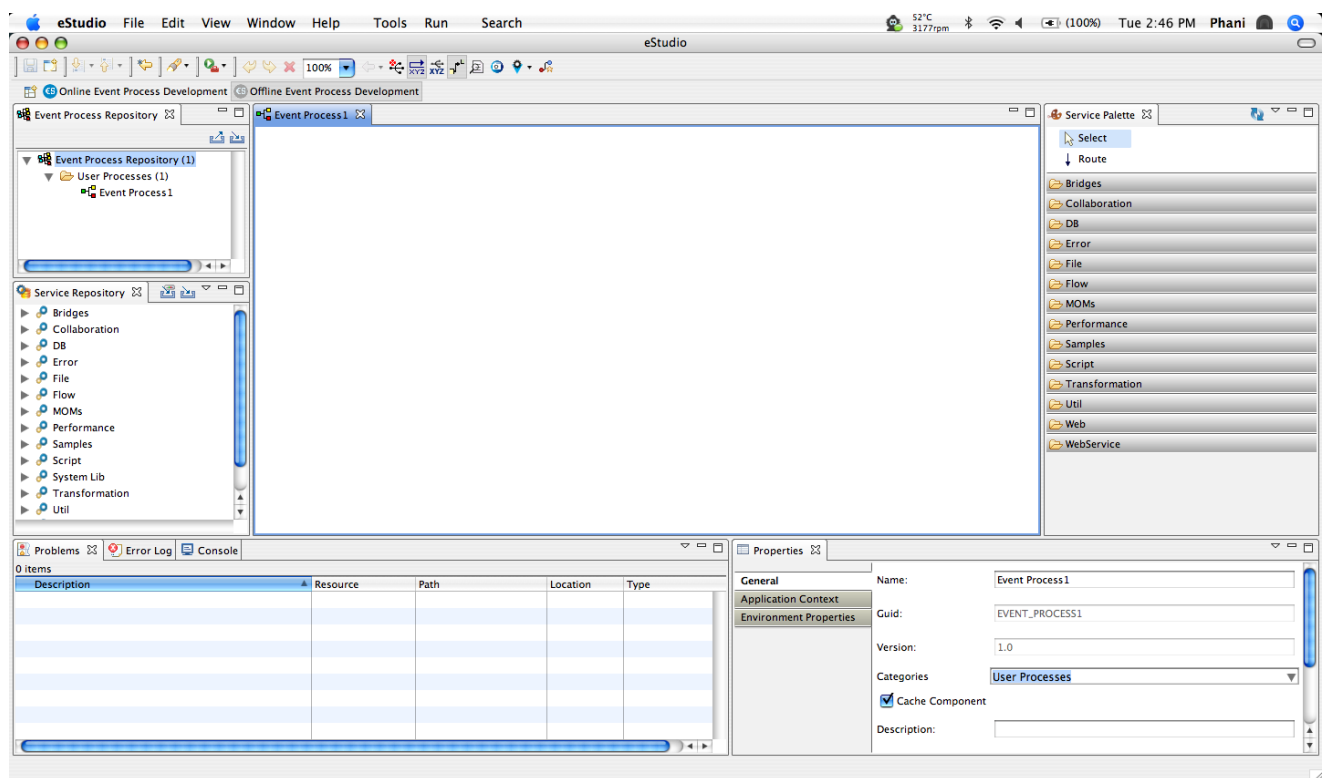 eStudio File Edit View Window Help Tools Run Search 52°C 3177rpm (100%) Tue 2:46 PM Phani
eStudio
100% XYZ XYZ
Online Event Process Development Offline Event Process Development
Event Process Repository
Event Process Repository (1)
User Processes (1)
Event Process1
Service Repository
Bridges
Collaboration
DB
Error
File
Flow
MOMs
Performance
Samples
Script
System Lib
Transformation
Util
Event Process1
Service Palette
Select
Route
Bridges
Collaboration
DB
Error
File
Flow
MOMs
Performance
Samples
Script
Transformation
Util
Web
WebService
Problems Error Log Console
0 items
Description Resource Path Location Type
Properties
General
Application Context
Environment Properties
Name: Event Process1
Guid: EVENT_PROCESS1
Version: 1.0
Categories User Processes
Cache Component
Description: